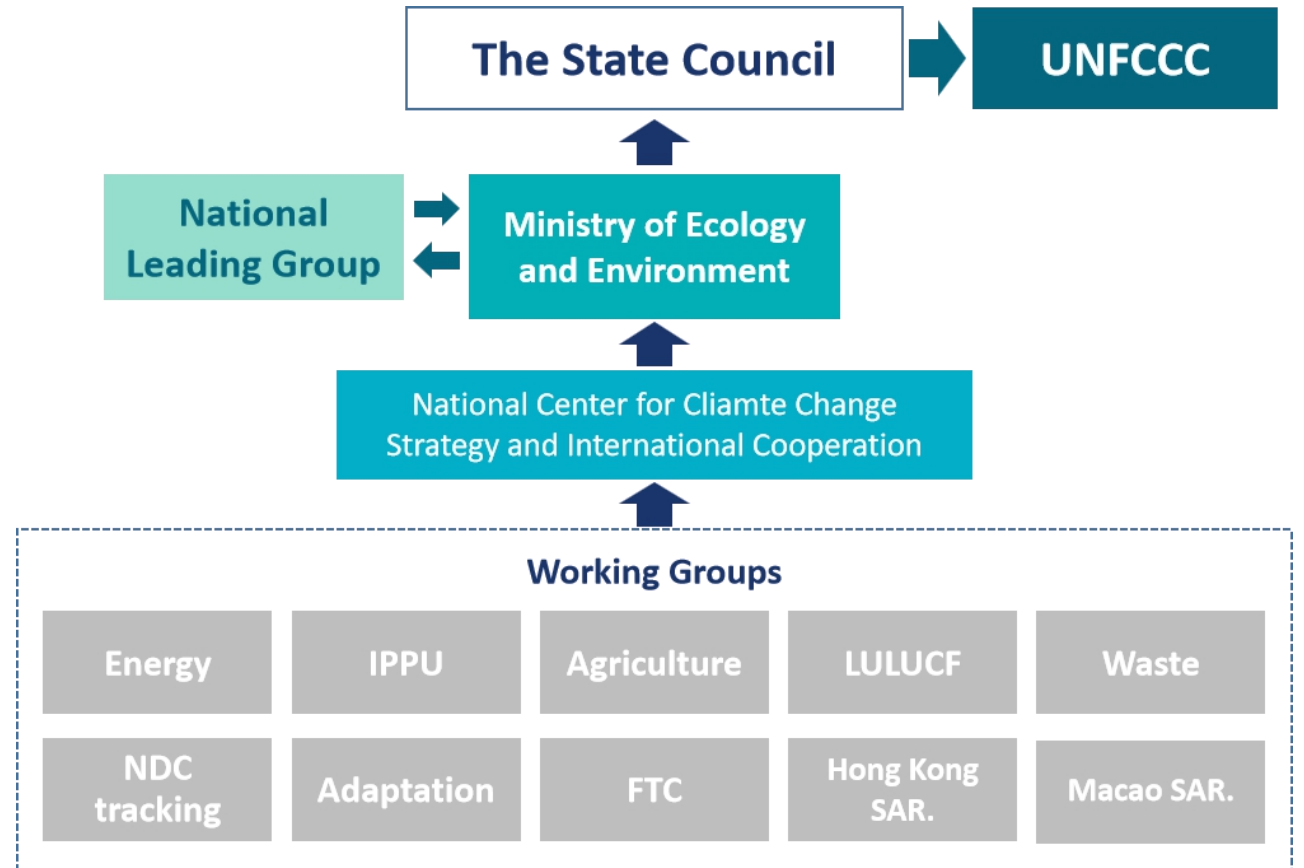 The State Council
UNFCCC
National
Leading Group
Ministry of Ecology
and Environment
National Center for Cliamte Change
Strategy and International Cooperation
Working Groups
Energy
IPPU
Agriculture
LULUCF
Waste
NDC
tracking
Adaptation
FTC
Hong Kong
SAR.
Macao SAR.